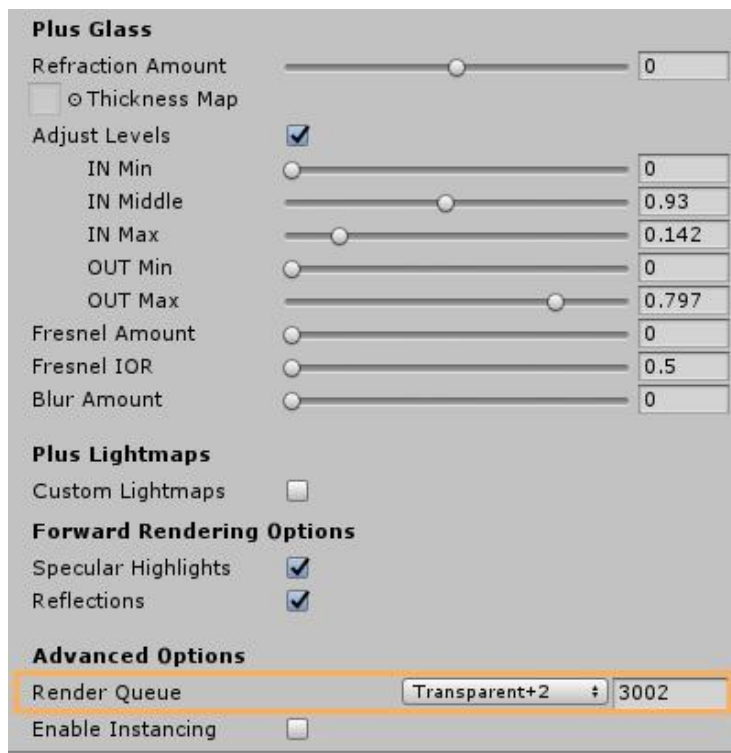 Plus Glass
Refraction Amount 0
Thickness Map
Adjust Levels
IN Min 0
IN Middle 0.93
IN Max 0.142
OUT Min 0
OUT Max 0.797
Fresnel Amount 0
Fresnel IOR 0.5
Blur Amount 0
Plus Lightmaps
Custom Lightmaps
Forward Rendering Options
Specular Highlights
Reflections
Advanced Options
Render Queue Transparent+2 3002
Enable Instancing